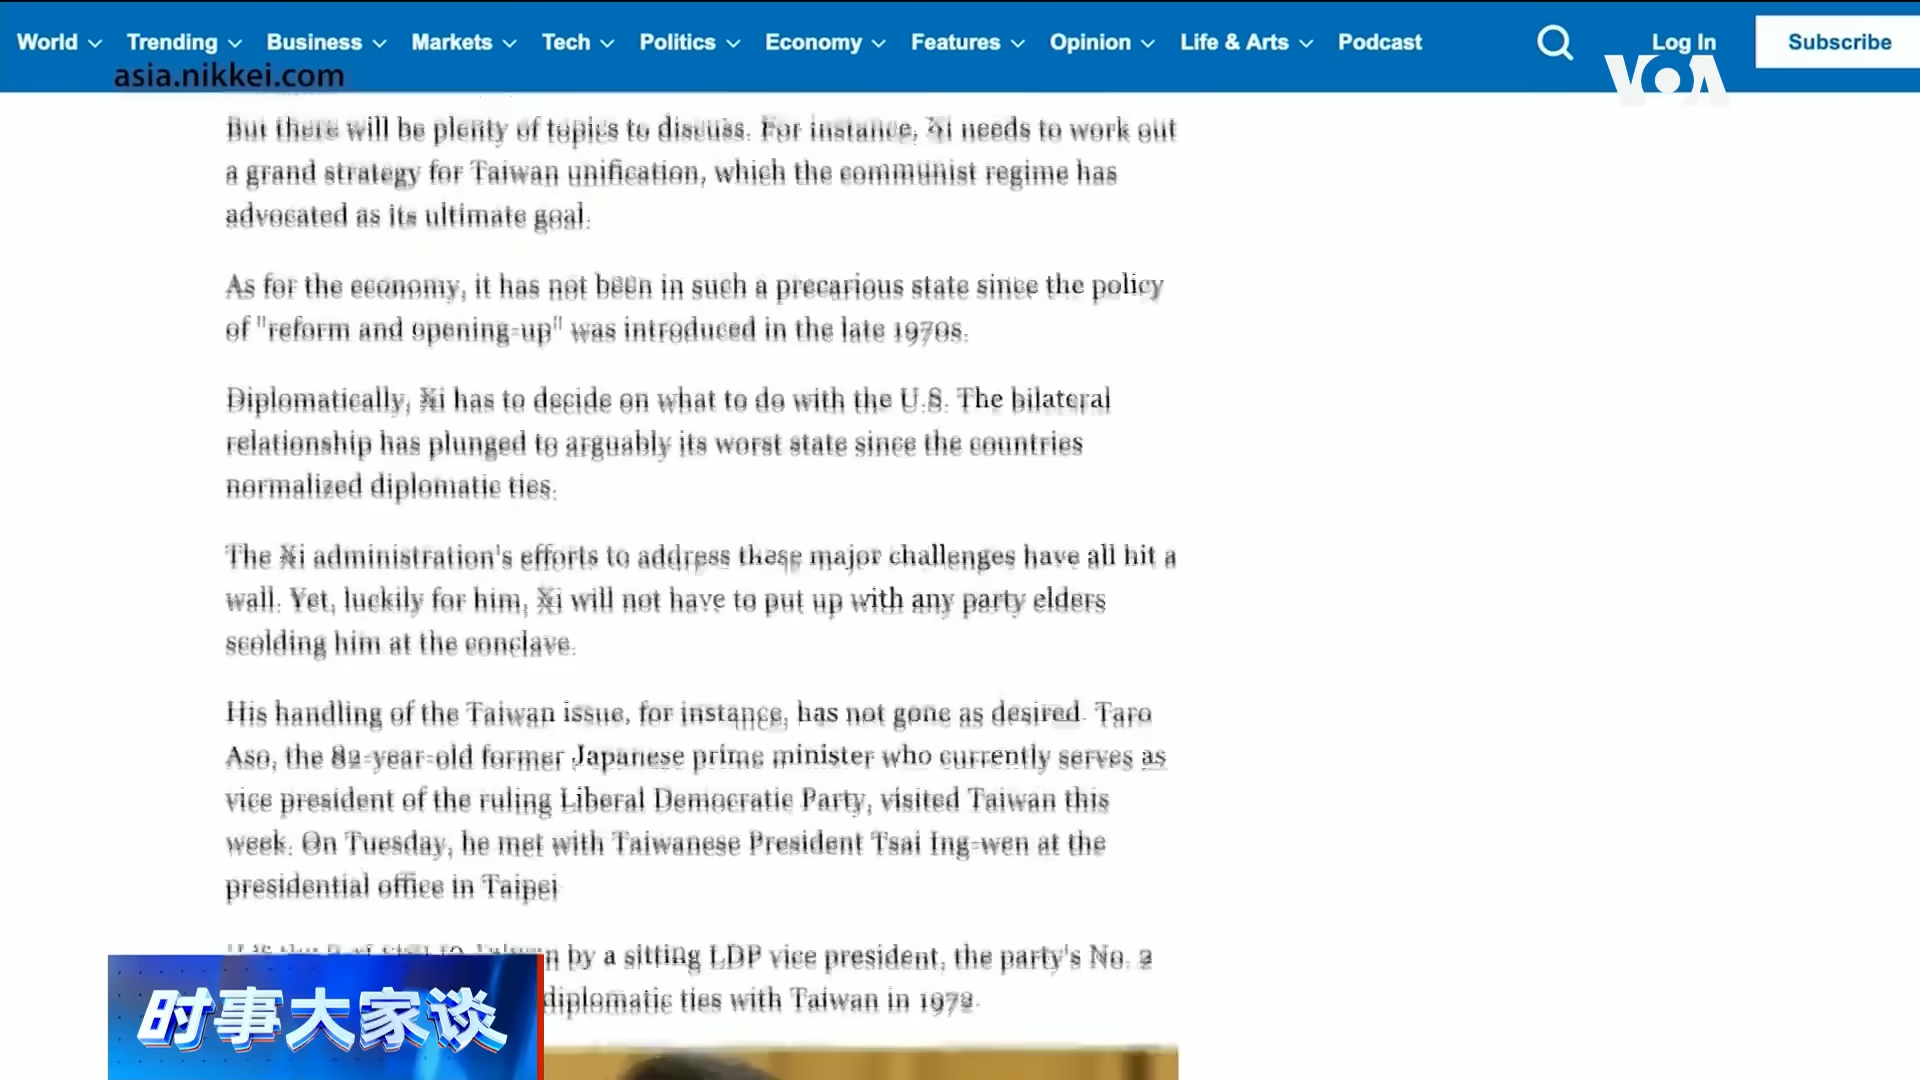 World Trending Business Markets Tech Politics Economy Features Opinion Life & Arts Podcast Log In Subscribe
asia.nikkei.com
VOA
But there will be plenty of topics to discuss. For instance, Xi needs to work out
a grand strategy for Taiwan unification, which the communist regime has
advocated as its ultimate goal.
As for the economy, it has not been in such a precarious state since the policy
of "reform and opening-up" was introduced in the late 1970s.
Diplomatically, Xi has to decide on what to do with the U.S. The bilateral
relationship has plunged to arguably its worst state since the countries
normalized diplomatic ties.
The Xi administration's efforts to address these major challenges have all hit a
wall. Yet, luckily for him, Xi will not have to put up with any party elders
scolding him at the conclave.
His handling of the Taiwan issue, for instance, has not gone as desired. Taro
Aso, the 82-year-old former Japanese prime minister who currently serves as
vice president of the ruling Liberal Democratic Party, visited Taiwan this
week. On Tuesday, he met with Taiwanese President Tsai Ing-wen at the
presidential office in Taipei
by a sitting LDP vice president, the party's No. 2
diplomatic ties with Taiwan in 1972.
时事大家谈